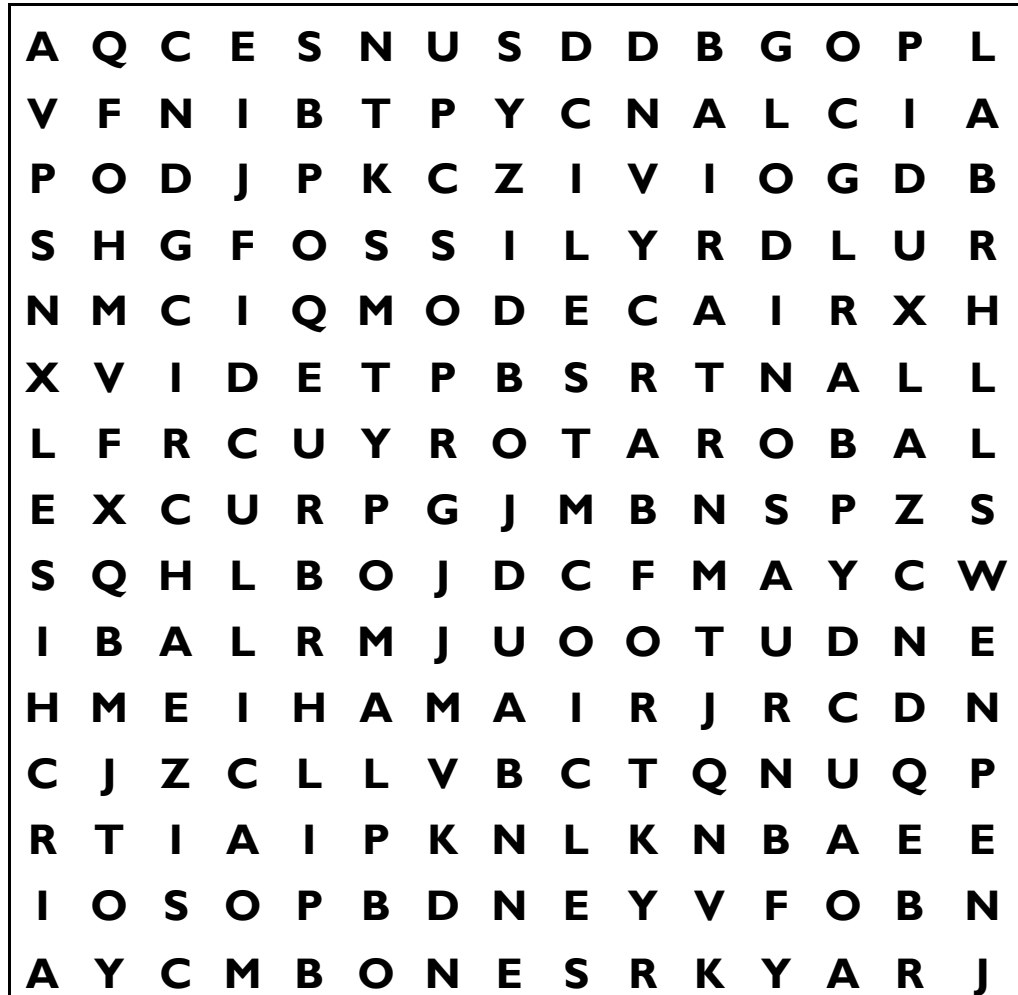 A Q C E S N U S D D B G O P L
V F N I B T P Y C N A L C I A
P O D J P K C Z I V I O G D B
S H G F O S S I L Y R D L U R
N M C I Q M O D E C A I R X H
X V I D E T P B S R T N A L L
L F R C U Y R O T A R O B A L
E X C U R P G J M B N S P Z S
S Q H L B O J D C F M A Y C W
I B A L R M J U O O T U D N E
H M E I H A M A I R J R C D N
C J Z C L L V B C T Q N U Q P
R T I A I P K N L K N B A E E
I O S O P B D N E Y V F O B N
A Y C M B O N E S R K Y A R J